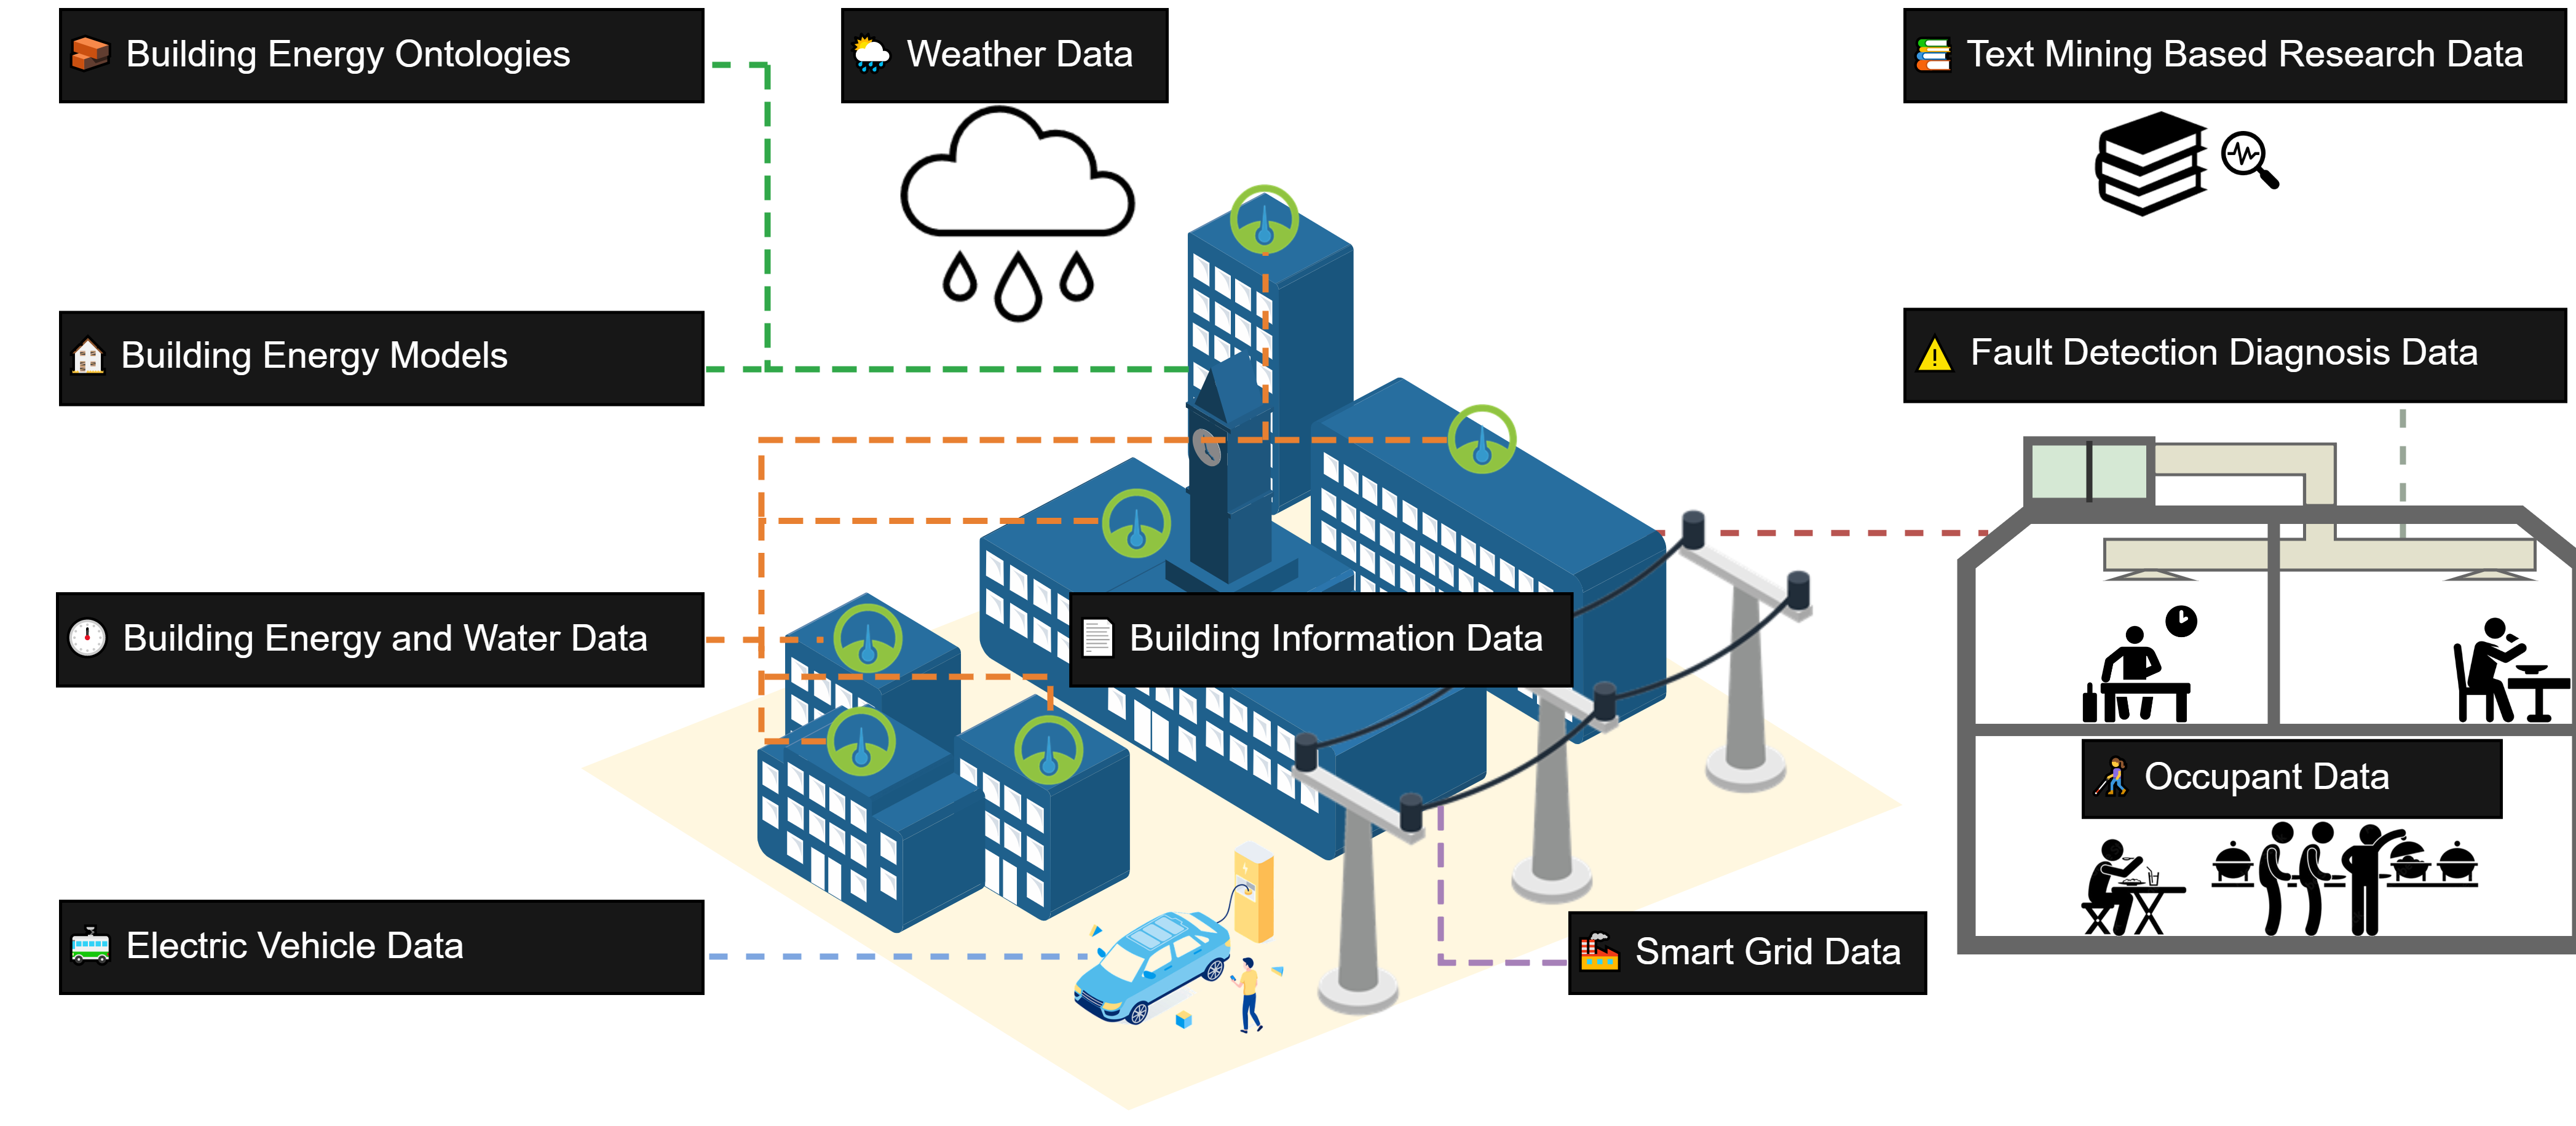 Building Energy Ontologies
Weather Data
Text Mining Based Research Data
Building Energy Models
Fault Detection Diagnosis Data
Building Energy and Water Data
Building Information Data
Occupant Data
Electric Vehicle Data
Smart Grid Data